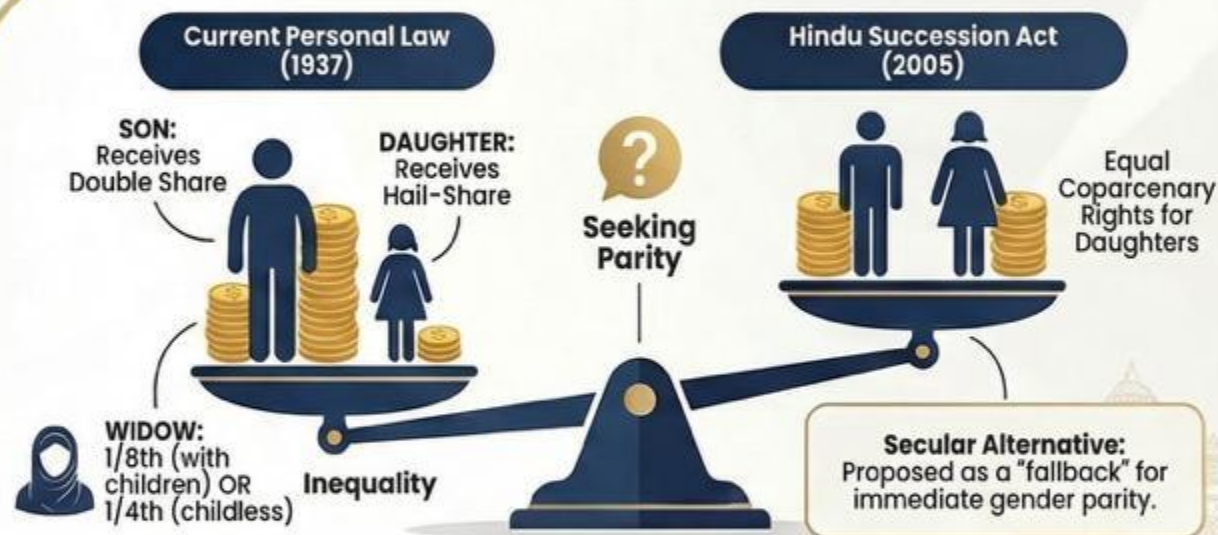 Current Personal Law
(1937)
SON:
Receives
Double Share
DAUGHTER:
Receives
Hail-Share
WIDOW:
1/8th (with
children) OR
1/4th (childless)
Inequality
?
Seeking
Parity
Hindu Succession Act
(2005)
Equal
Coparcenary
Rights for
Daughters
Secular Alternative:
Proposed as a "fallback" for
immediate gender parity.